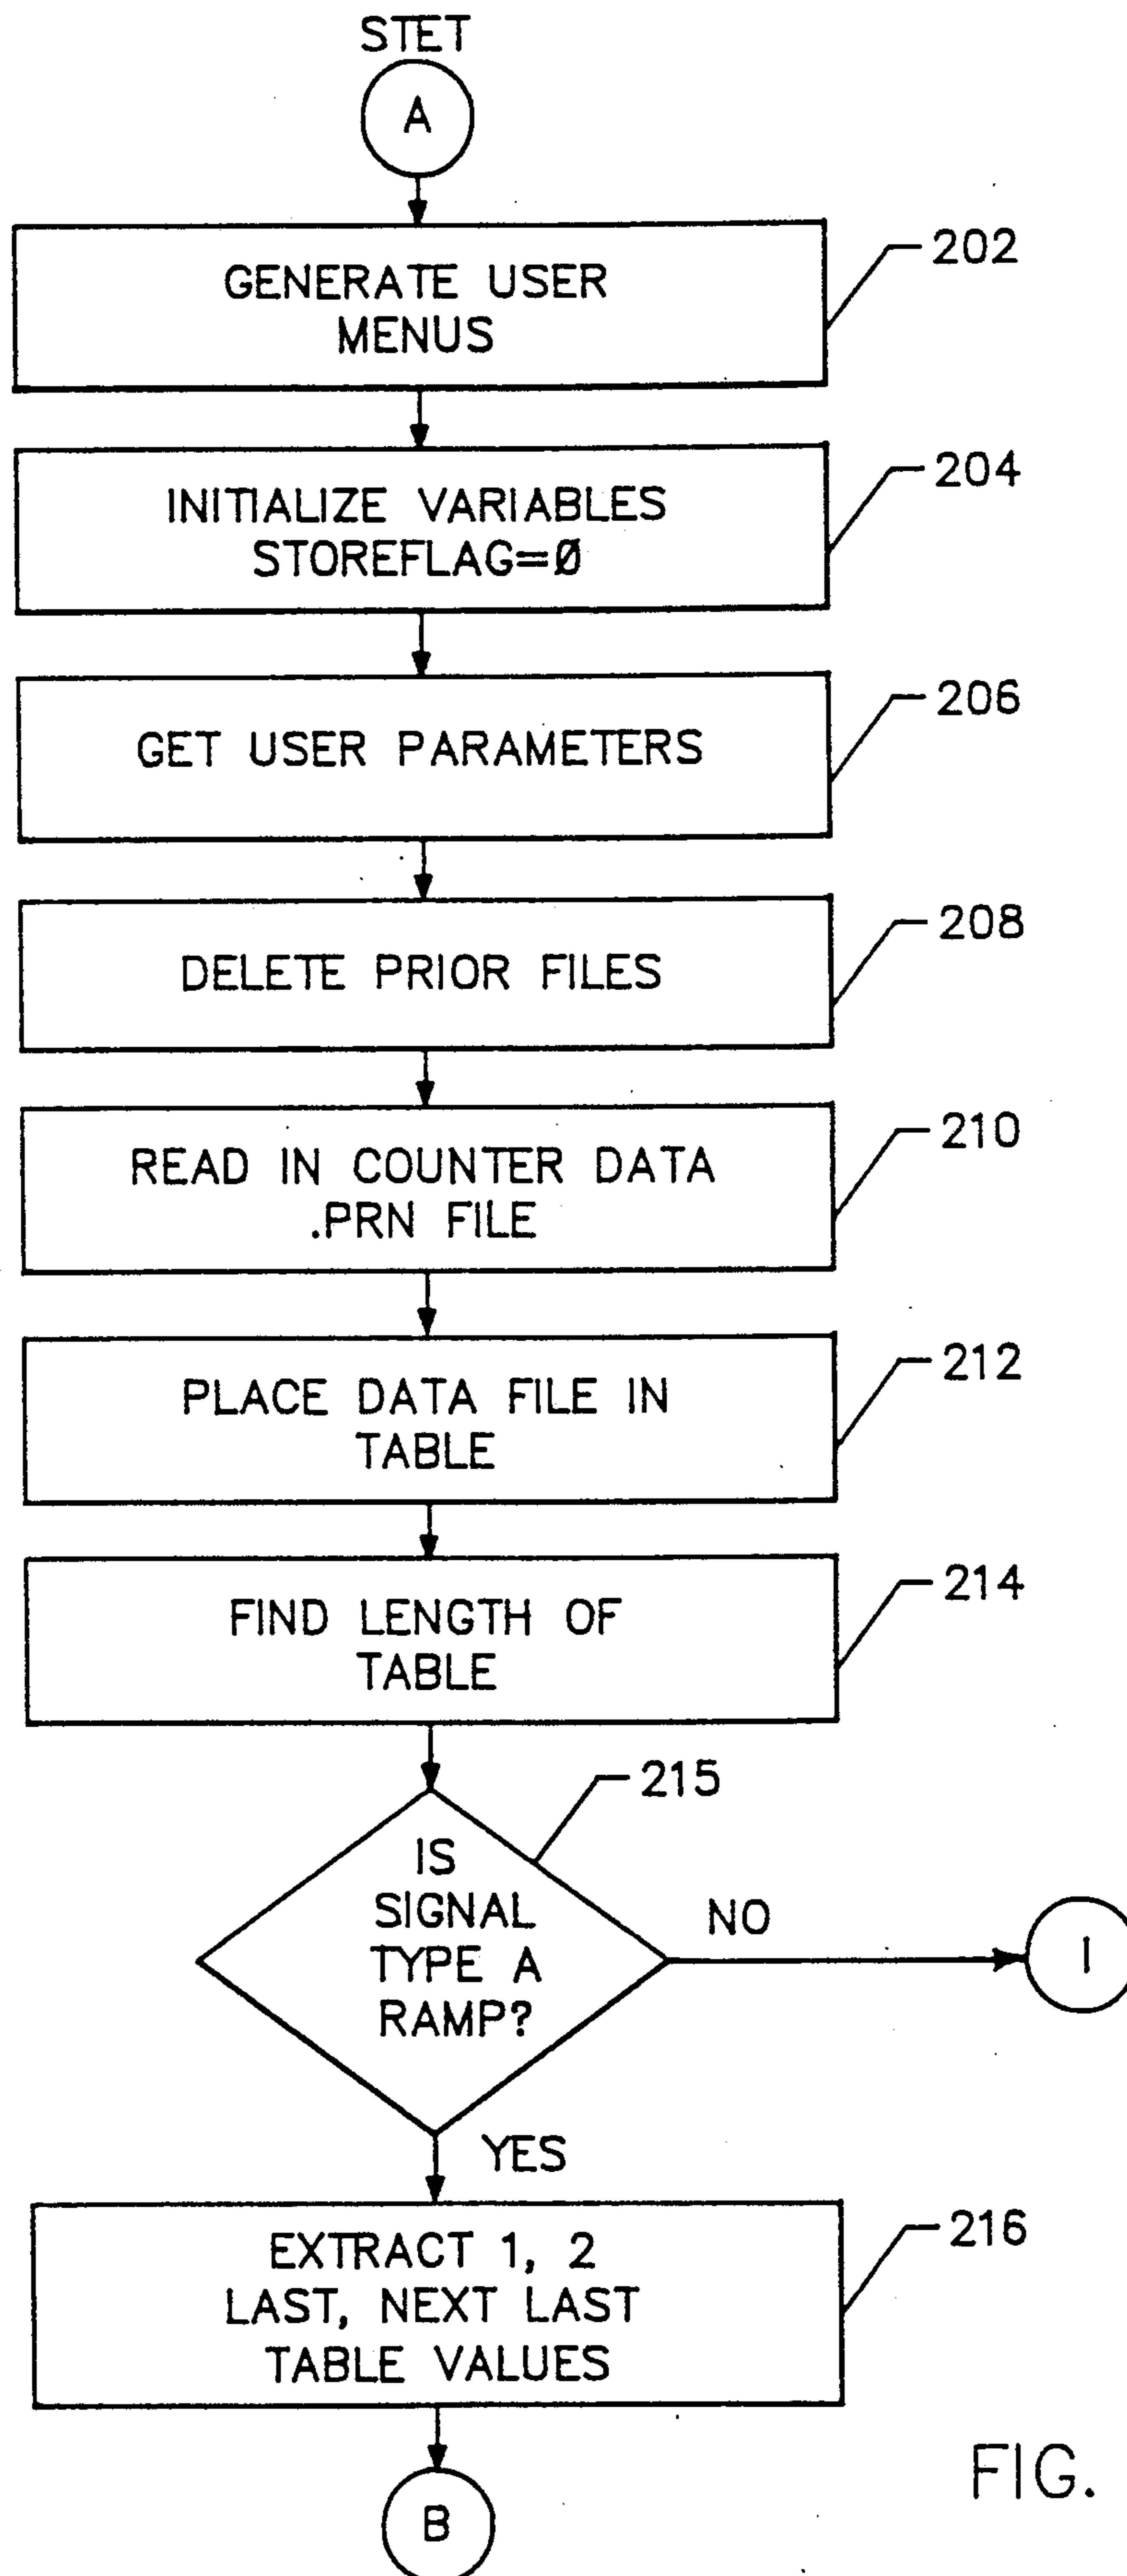 STET
A
GENERATE USER
MENUS
202
INITIALIZE VARIABLES
STOREFLAG=Ø
204
GET USER PARAMETERS
206
DELETE PRIOR FILES
208
READ IN COUNTER DATA
.PRN FILE
210
PLACE DATA FILE IN
TABLE
212
FIND LENGTH OF
TABLE
214
215
IS
SIGNAL
TYPE A
RAMP?
NO
I
YES
EXTRACT 1, 2
LAST, NEXT LAST
TABLE VALUES
216
B
FIG.